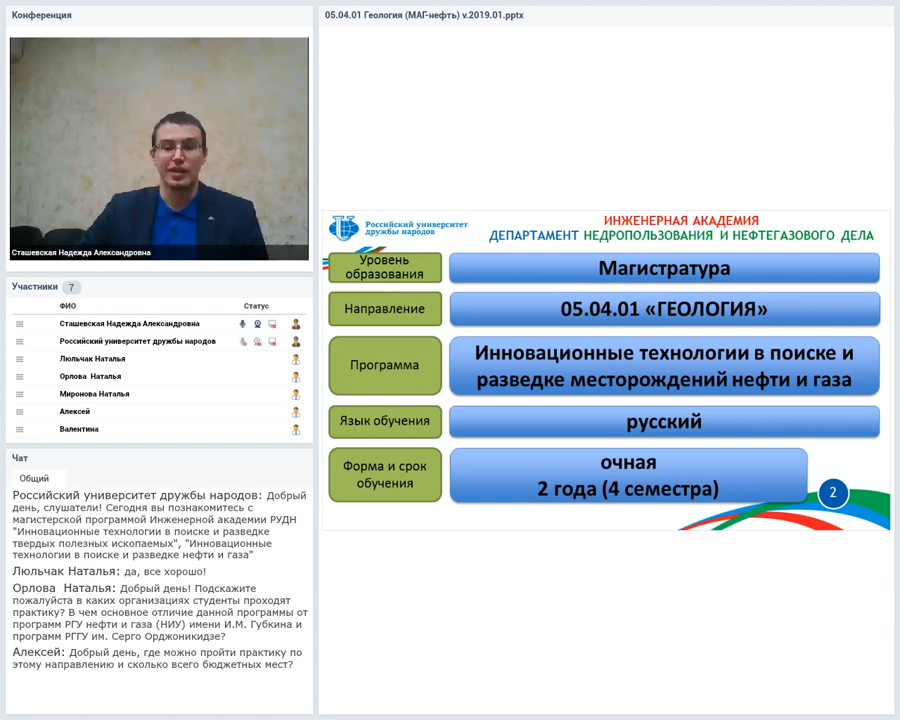 Конференция
Сташевская Надежда Александровна
Участники 7
ФИО Статус
Сташевская Надежда Александровна
Российский университет дружбы народов
Люльчак Наталья
Орлова Наталья
Миронова Наталья
Алексей
Валентина
Чат
Общий
Российский университет дружбы народов: Добрый
день, слушатели! Сегодня вы познакомитесь с
магистерской программой Инженерной академии РУДН
"Инновационные технологии в поиске и разведке
твердых полезных ископаемых", "Инновационные
технологии в поиске и разведке нефти и газа"
Люльчак Наталья: да, все хорошо!
Орлова Наталья: Добрый день! Подскажите
пожалуйста в каких организациях студенты проходят
практику? В чем основное отличие данной программы от
программ РГУ нефти и газа (НИУ) имени И.М. Губкина и
программ РГГУ им. Серго Орджоникидзе?
Алексей: Добрый день, где можно пройти практику по
этому направлению и сколько всего бюджетных мест?
05.04.01 Геология (МАГ-нефть) v.2019.01.pptx
Российский университет
дружбы народов
ИНЖЕНЕРНАЯ АКАДЕМИЯ
ДЕПАРТАМЕНТ НЕДРОПОЛЬЗОВАНИЯ И НЕФТЕГАЗОВОГО ДЕЛА
Уровень
образования
Магистратура
Направление
05.04.01 «ГЕОЛОГИЯ»
Программа
Инновационные технологии в поиске и
разведке месторождений нефти и газа
Язык обучения
русский
Форма и срок
обучения
очная
2 года (4 семестра)
2